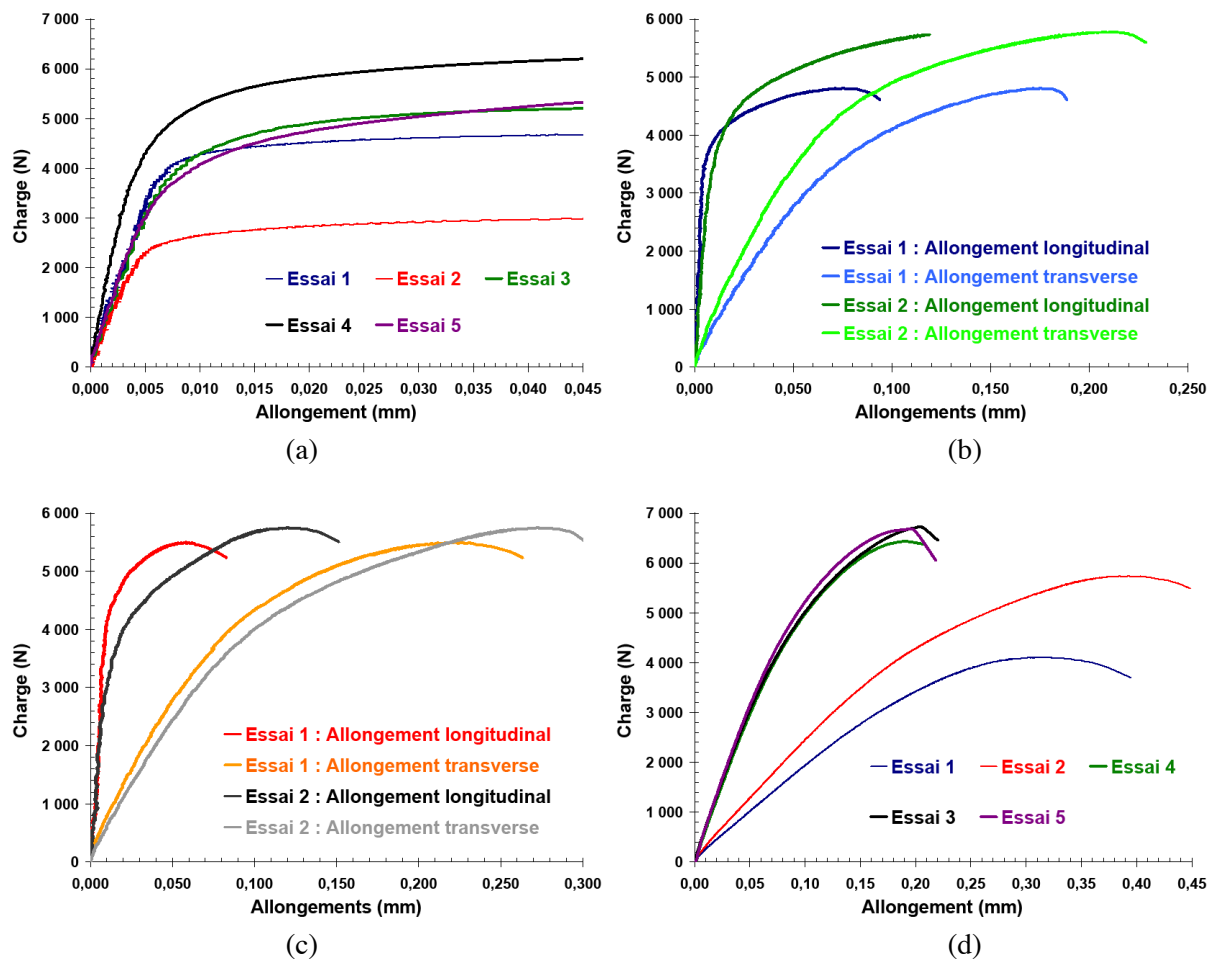 7 000
6 000
5 000
4 000
3 000
2 000
1 000
0
Charge (N)
Essai 1 Essai 2 Essai 3
Essai 4 Essai 5
0,000 0,005 0,010 0,015 0,020 0,025 0,030 0,035 0,040 0,045
Allongement (mm)
(a)
6 000
5 000
4 000
3 000
2 000
1 000
0
Charge (N)
Essai 1 : Allongement longitudinal
Essai 1 : Allongement transverse
Essai 2 : Allongement longitudinal
Essai 2 : Allongement transverse
0,000 0,050 0,100 0,150 0,200 0,250
Allongements (mm)
(b)
6 000
5 000
4 000
3 000
2 000
1 000
0
Charge (N)
Essai 1 : Allongement longitudinal
Essai 1 : Allongement transverse
Essai 2 : Allongement longitudinal
Essai 2 : Allongement transverse
0,000 0,050 0,100 0,150 0,200 0,250 0,300
Allongements (mm)
(c)
7 000
6 000
5 000
4 000
3 000
2 000
1 000
0
Charge (N)
Essai 1 Essai 2 Essai 4
Essai 3 Essai 5
0,00 0,05 0,10 0,15 0,20 0,25 0,30 0,35 0,40 0,45
Allongement (mm)
(d)